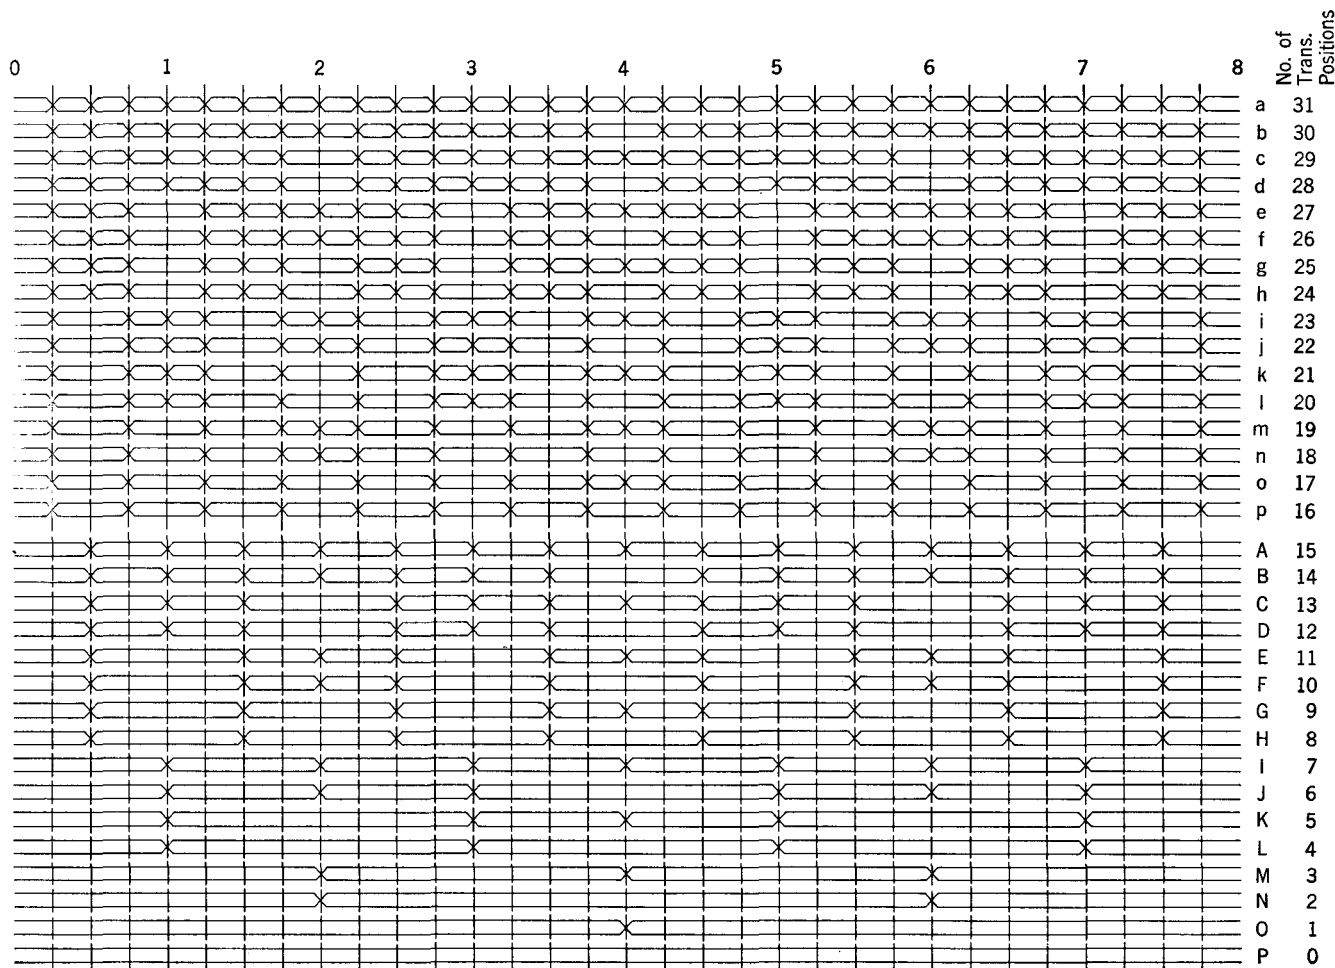 No. of
Trans.
Positions
0 1 2 3 4 5 6 7 8
a 31
b 30
c 29
d 28
e 27
f 26
g 25
h 24
i 23
j 22
k 21
l 20
m 19
n 18
o 17
p 16
A 15
B 14
C 13
D 12
E 11
F 10
G 9
H 8
I 7
J 6
K 5
L 4
M 3
N 2
O 1
P 0